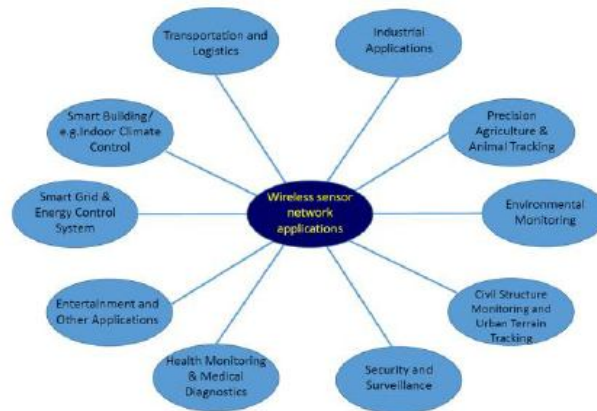 Transportation and
Logistics
Industrial
Applications
Smart Building/
e.g.Indoor Climate
Control
Precision
Agriculture &
Animal Tracking
Wireless sensor
network
applications
Smart Grid &
Energy Control
System
Environmental
Monitoring
Entertainment and
Other Applications
Civil Structure
Monitoring and
Urban Terrain
Tracking
Health Monitoring
& Medical
Diagnostics
Security and
Surveillance